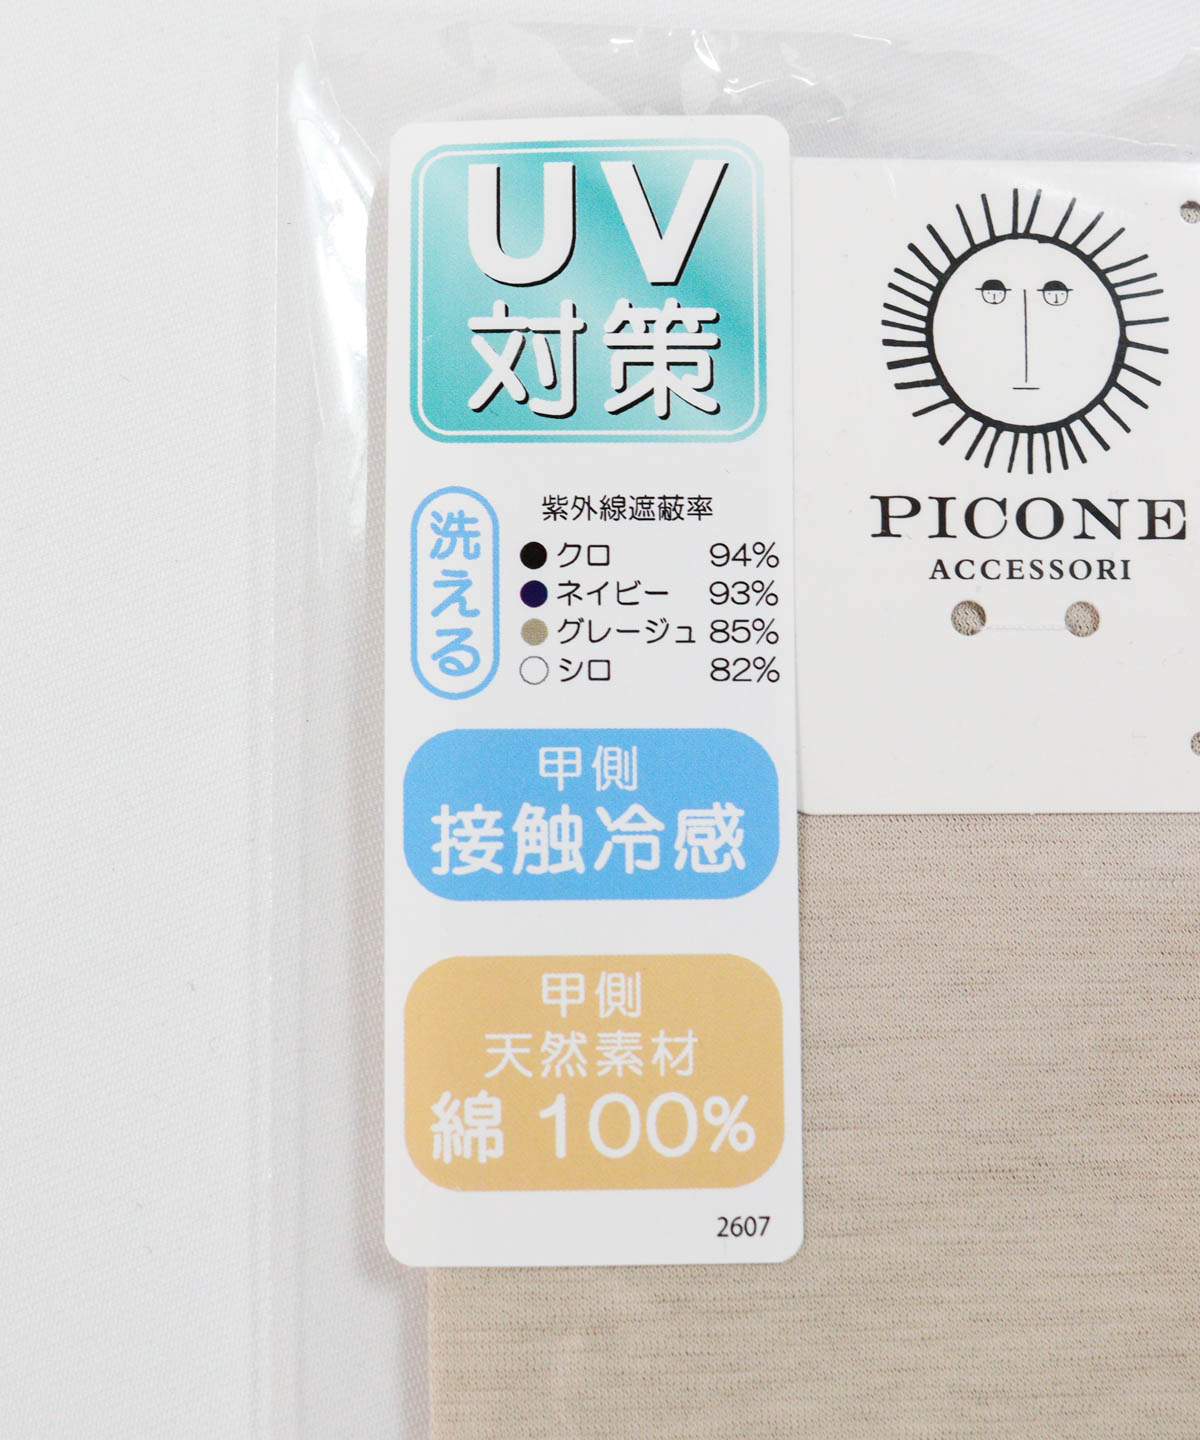 UV
対策
洗える
紫外線遮蔽率
クロ 94%
ネイビー 93%
グレージュ 85%
シロ 82%
甲側
接触冷感
甲側
天然素材
綿 100%
2607
PICONE
ACCESSORI